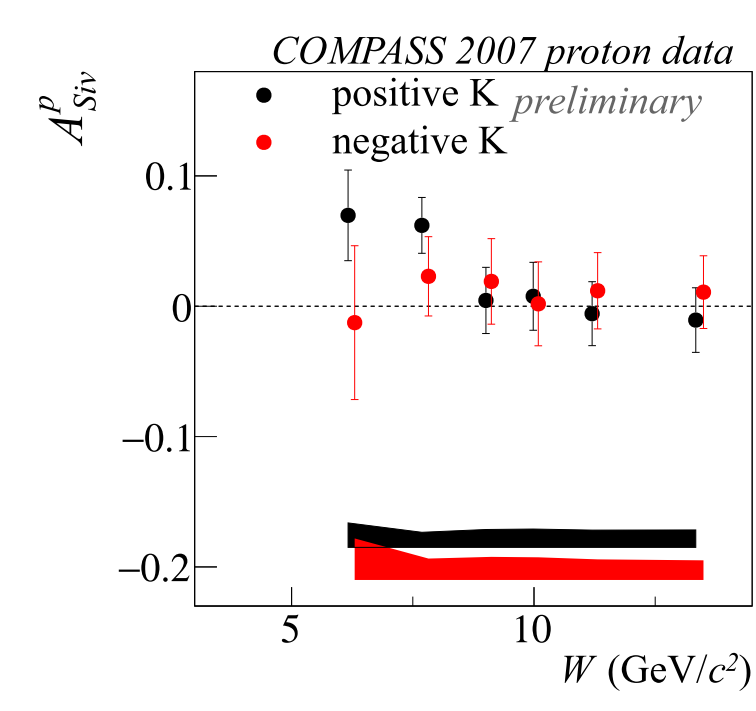 COMPASS 2007 proton data
positive K
preliminary
negative K
A^p_Siv
0.1
0
−0.1
−0.2
5
10
W (GeV/c²)